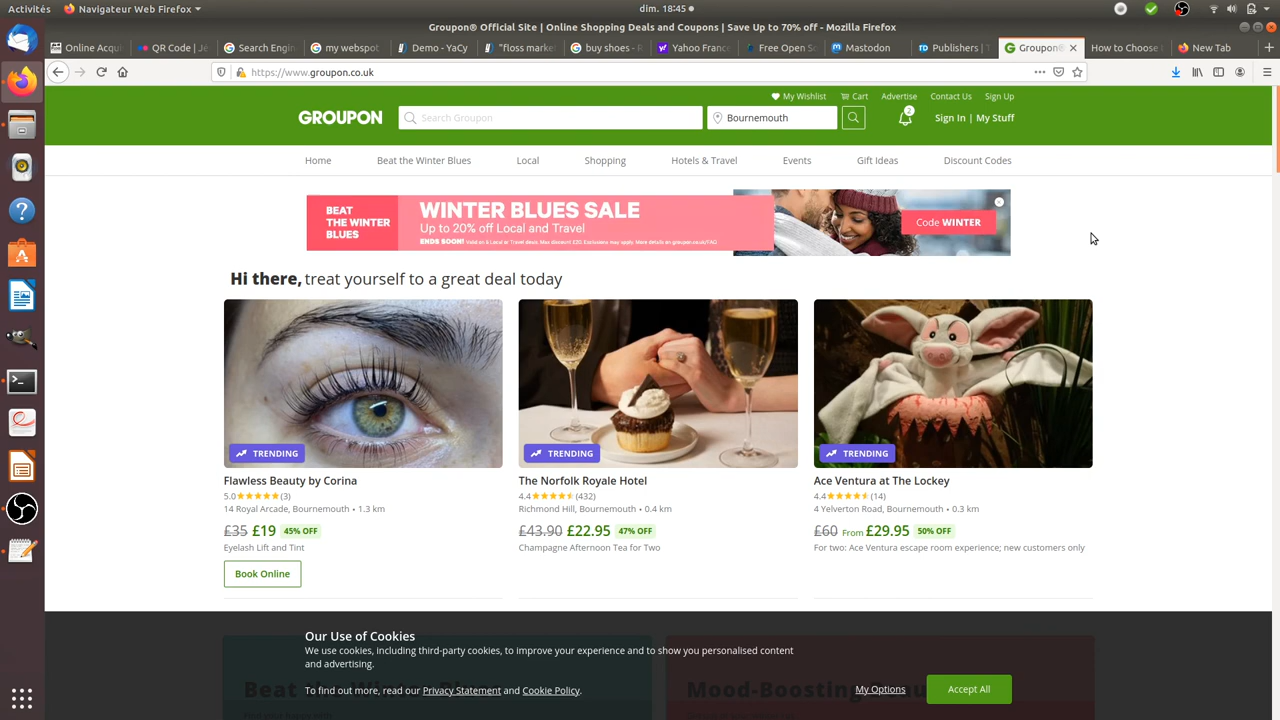 Activités
Navigateur Web Firefox
dim. 18:45
Groupon® Official Site | Online Shopping Deals and Coupons | Save Up to 70% off - Mozilla Firefox
Online Acqu
QR Code | Jé
Search Engin
my webspot
Demo - YaCy
"floss marke
buy shoes - R
Yahoo France
Free Open So
Mastodon
Publishers | T
Groupon®
How to Choose
New Tab
https://www.groupon.co.uk
My Wishlist
Cart
Advertise
Contact Us
Sign Up
GROUPON
Search Groupon
Bournemouth
2
Sign In | My Stuff
Home
Beat the Winter Blues
Local
Shopping
Hotels & Travel
Events
Gift Ideas
Discount Codes
BEAT
THE WINTER
BLUES
WINTER BLUES SALE
Up to 20% off Local and Travel
ENDS SOON!
Code WINTER
Hi there, treat yourself to a great deal today
TRENDING
TRENDING
TRENDING
Flawless Beauty by Corina
5.0 (3)
14 Royal Arcade, Bournemouth • 1.3 km
£35 £19 45% OFF
Eyelash Lift and Tint
Book Online
The Norfolk Royale Hotel
4.4 (432)
Richmond Hill, Bournemouth • 0.4 km
£43.90 £22.95 47% OFF
Champagne Afternoon Tea for Two
Ace Ventura at The Lockey
4.4 (14)
4 Yelverton Road, Bournemouth • 0.3 km
£60 From £29.95 50% OFF
For two: Ace Ventura escape room experience; new customers only
Our Use of Cookies
We use cookies, including third-party cookies, to improve your experience and to show you personalised content
and advertising.
To find out more, read our Privacy Statement and Cookie Policy.
My Options
Accept All